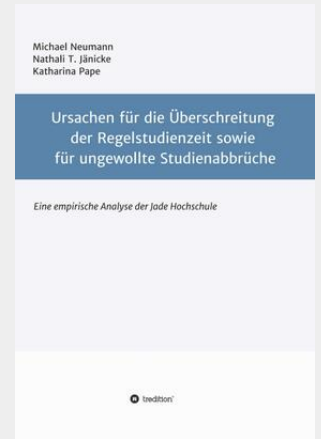 Michael Neumann
Nathali T. Jänicke
Katharina Pape
Ursachen für die Überschreitung
der Regelstudienzeit sowie
für ungewollte Studienabbrüche
Eine empirische Analyse der Jade Hochschule
tredition®